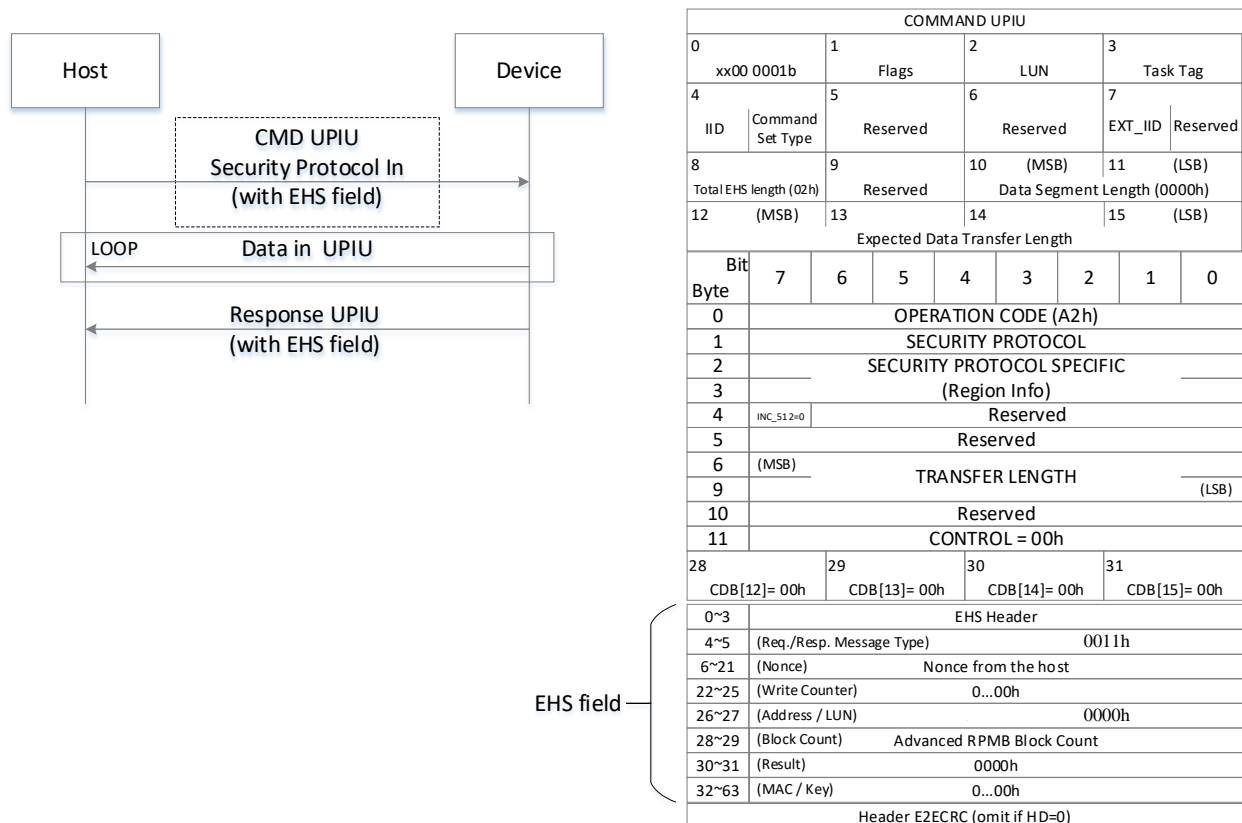 Host
Device
CMD UPIU
Security Protocol In
(with EHS field)
LOOP Data in UPIU
Response UPIU
(with EHS field)
COMMAND UPIU
0 1 2 3
xx00 0001b Flags LUN Task Tag
4 5 6 7
IID Command Set Type Reserved Reserved EXT_IID Reserved
8 9 10 (MSB) 11 (LSB)
Total EHS length (02h) Reserved Data Segment Length (0000h)
12 (MSB) 13 14 15 (LSB)
Expected Data Transfer Length
Bit
Byte 7 6 5 4 3 2 1 0
0 OPERATION CODE (A2h)
1 SECURITY PROTOCOL
2 SECURITY PROTOCOL SPECIFIC
3 (Region Info)
4 INC_512=0 Reserved
5 Reserved
6 (MSB)
TRANSFER LENGTH
9 (LSB)
10 Reserved
11 CONTROL = 00h
28 29 30 31
CDB[12]= 00h CDB[13]= 00h CDB[14]= 00h CDB[15]= 00h
EHS field
0~3 EHS Header
4~5 (Req./Resp. Message Type) 0011h
6~21 (Nonce) Nonce from the host
22~25 (Write Counter) 0...00h
26~27 (Address / LUN) 0000h
28~29 (Block Count) Advanced RPMB Block Count
30~31 (Result) 0000h
32~63 (MAC / Key) 0...00h
Header E2ECRC (omit if HD=0)